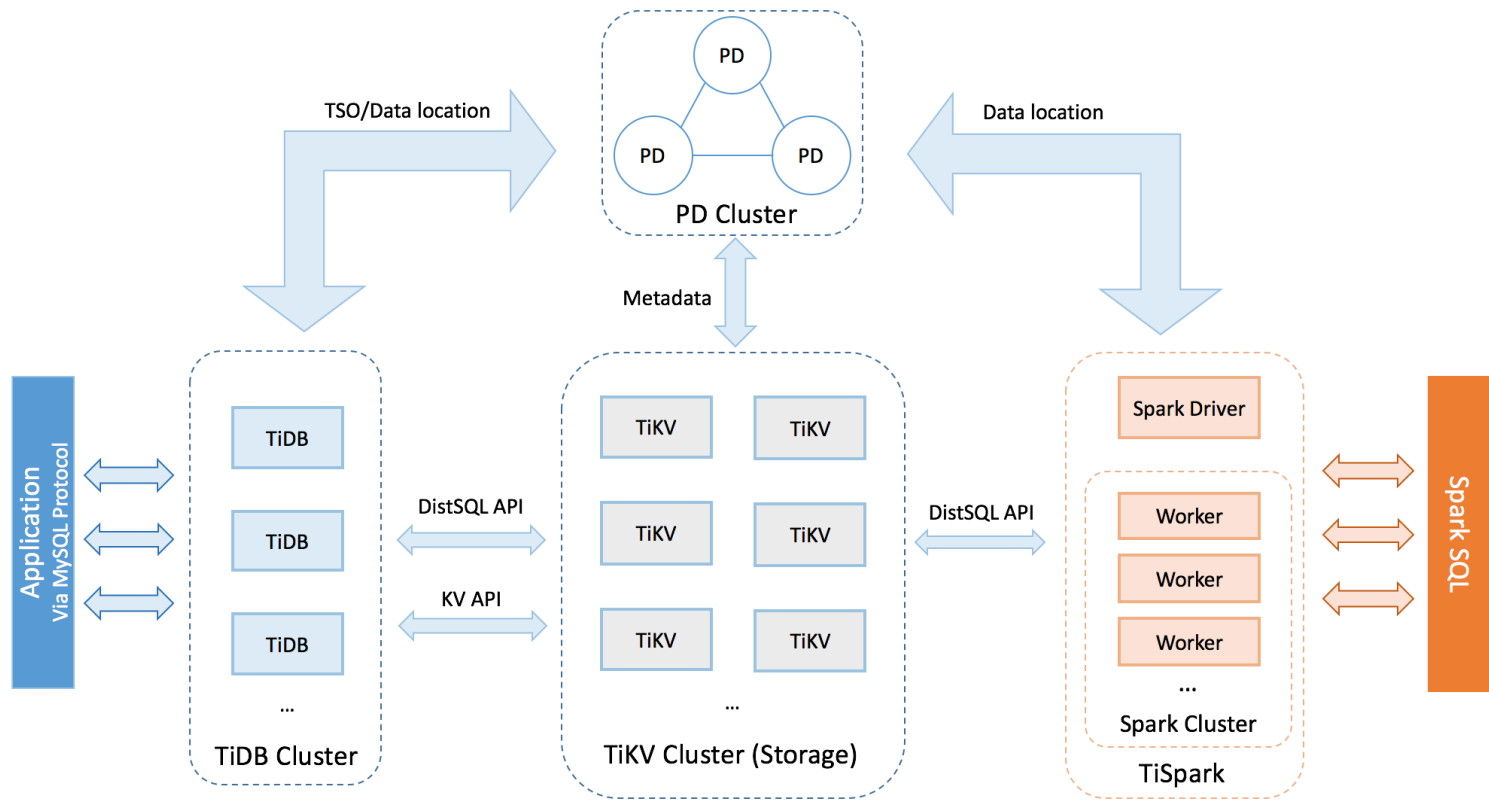 PD
TSO/Data location
Data location
PD
PD
PD Cluster
Metadata
Application
Via MySQL Protocol
TiDB
TiDB
TiDB
...
TiDB Cluster
DistSQL API
KV API
TiKV
TiKV
TiKV
TiKV
TiKV
TiKV
...
TiKV Cluster (Storage)
DistSQL API
Spark Driver
Worker
Worker
Worker
...
Spark Cluster
TiSpark
Spark SQL